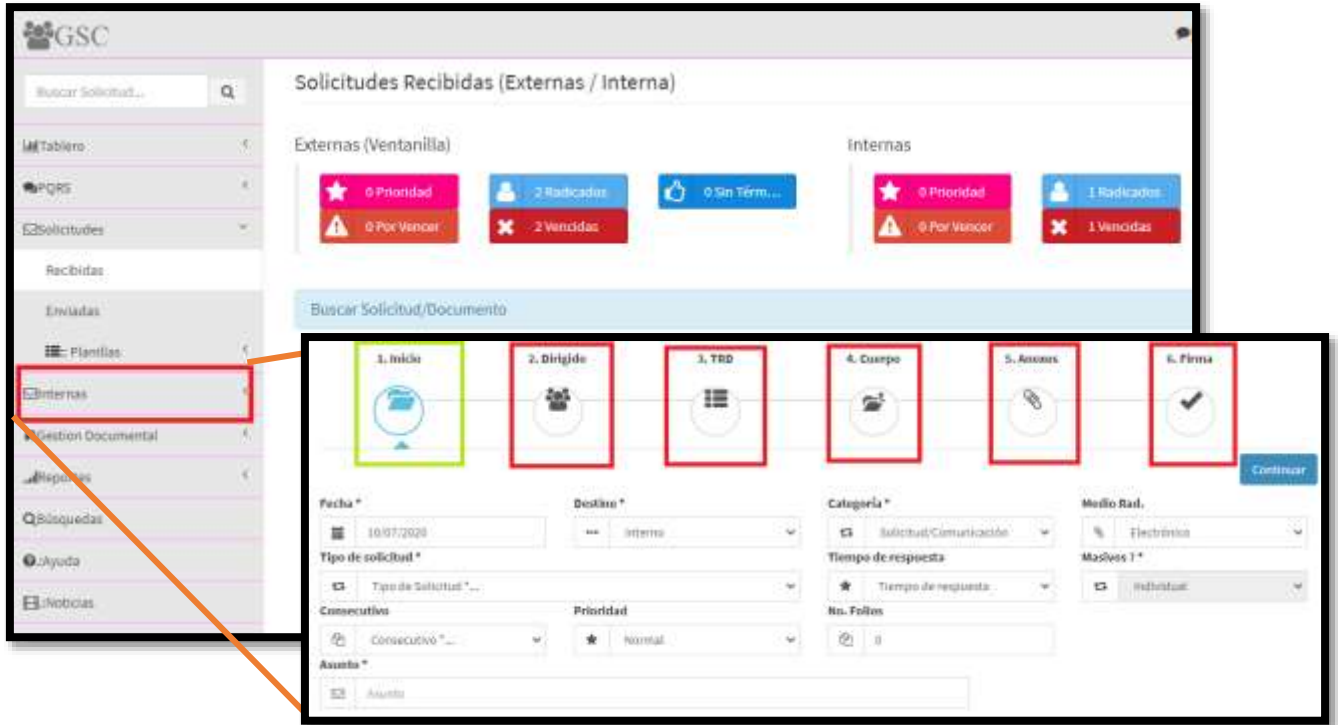 GSC
Buscar Solicitud...
Tablero
PQRS
Solicitudes
Recibidas
Enviadas
Planillas
Internas
Gestion Documental
Reportes
Búsquedas
Ayuda
Noticias
Solicitudes Recibidas (Externas / Interna)
Externas (Ventanilla)
0 Prioridad
2 Radicados
0 Sin Térm...
0 Por Vencer
2 Vencidas
Internas
0 Prioridad
1 Radicados
0 Por Vencer
1 Vencidas
Buscar Solicitud/Documento
1. Inicio
2. Dirigido
3. TRD
4. Cuerpo
5. Anexos
6. Firma
Continuar
Fecha *
Destino *
Categoría *
Medio Rad.
10/07/2020
Interno
Solicitud/Comunicación
Electrónico
Tipo de solicitud *
Tiempo de respuesta
Masivos ? *
Tipo de Solicitud *...
Tiempo de respuesta
Individual
Consecutivo
Prioridad
No. Folios
Consecutivo *...
Normal
0
Asunto *
Asunto